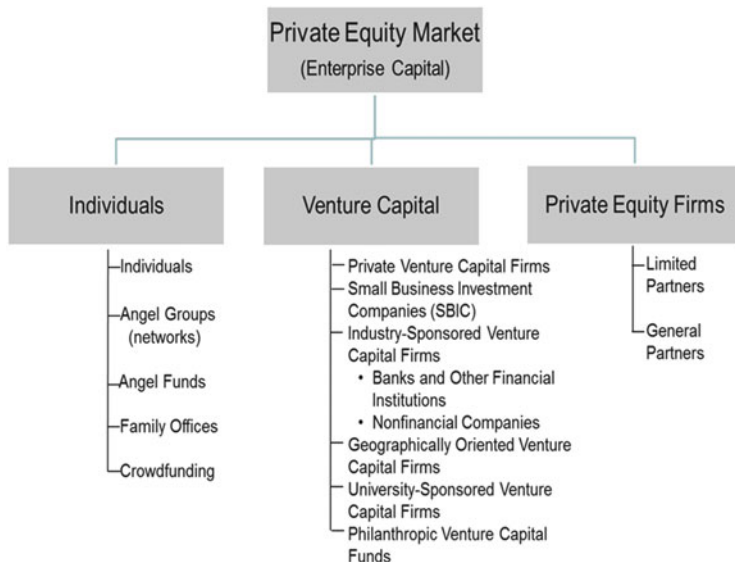 Private Equity Market
(Enterprise Capital)
Individuals
Venture Capital
Private Equity Firms
Individuals
Angel Groups
(networks)
Angel Funds
Family Offices
Crowdfunding
Private Venture Capital Firms
Small Business Investment
Companies (SBIC)
Industry-Sponsored Venture
Capital Firms
• Banks and Other Financial
Institutions
• Nonfinancial Companies
Geographically Oriented Venture
Capital Firms
University-Sponsored Venture
Capital Firms
Philanthropic Venture Capital
Funds
Limited
Partners
General
Partners